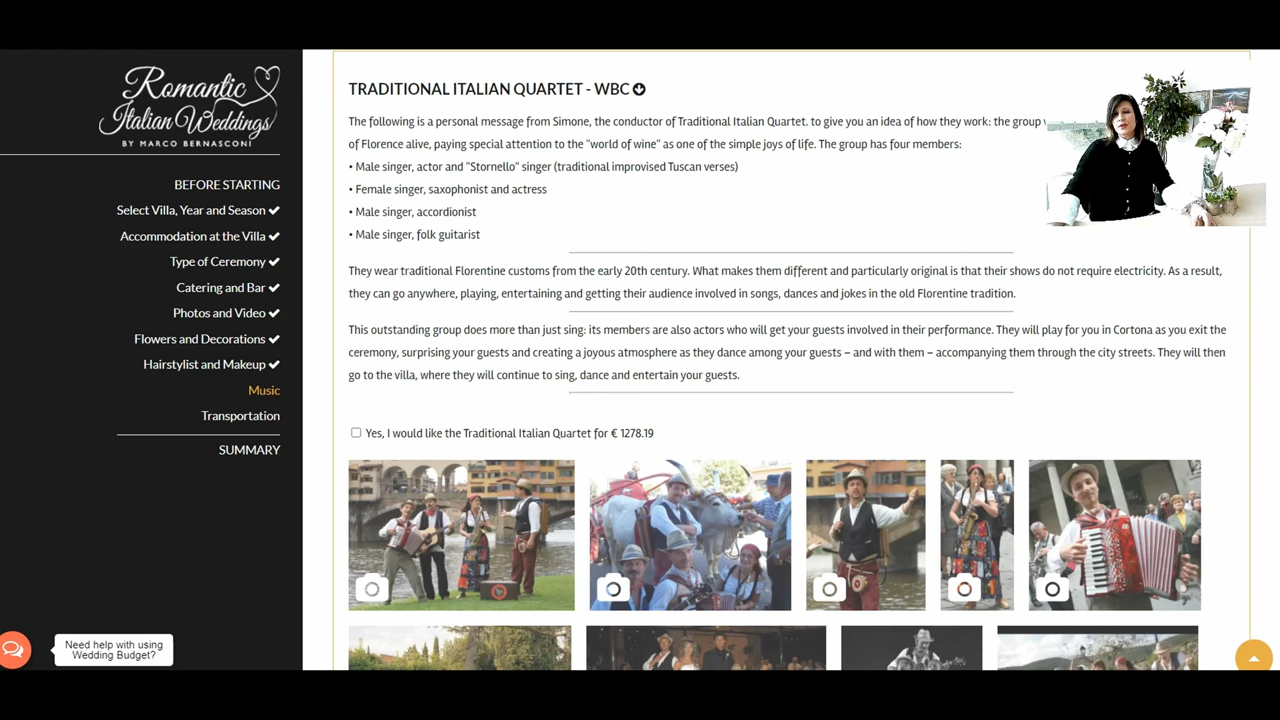 Romantic
Italian Weddings
BY MARCO BERNASCONI
BEFORE STARTING
Select Villa, Year and Season
Accommodation at the Villa
Type of Ceremony
Catering and Bar
Photos and Video
Flowers and Decorations
Hairstylist and Makeup
Music
Transportation
SUMMARY
Need help with using
Wedding Budget?
TRADITIONAL ITALIAN QUARTET - WBC
The following is a personal message from Simone, the conductor of Traditional Italian Quartet. to give you an idea of how they work: the group
of Florence alive, paying special attention to the "world of wine" as one of the simple joys of life. The group has four members:
• Male singer, actor and "Stornello" singer (traditional improvised Tuscan verses)
• Female singer, saxophonist and actress
• Male singer, accordionist
• Male singer, folk guitarist
They wear traditional Florentine customs from the early 20th century. What makes them different and particularly original is that their shows do not require electricity. As a result,
they can go anywhere, playing, entertaining and getting their audience involved in songs, dances and jokes in the old Florentine tradition.
This outstanding group does more than just sing: its members are also actors who will get your guests involved in their performance. They will play for you in Cortona as you exit the
ceremony, surprising your guests and creating a joyous atmosphere as they dance among your guests – and with them – accompanying them through the city streets. They will then
go to the villa, where they will continue to sing, dance and entertain your guests.
Yes, I would like the Traditional Italian Quartet for € 1278.19